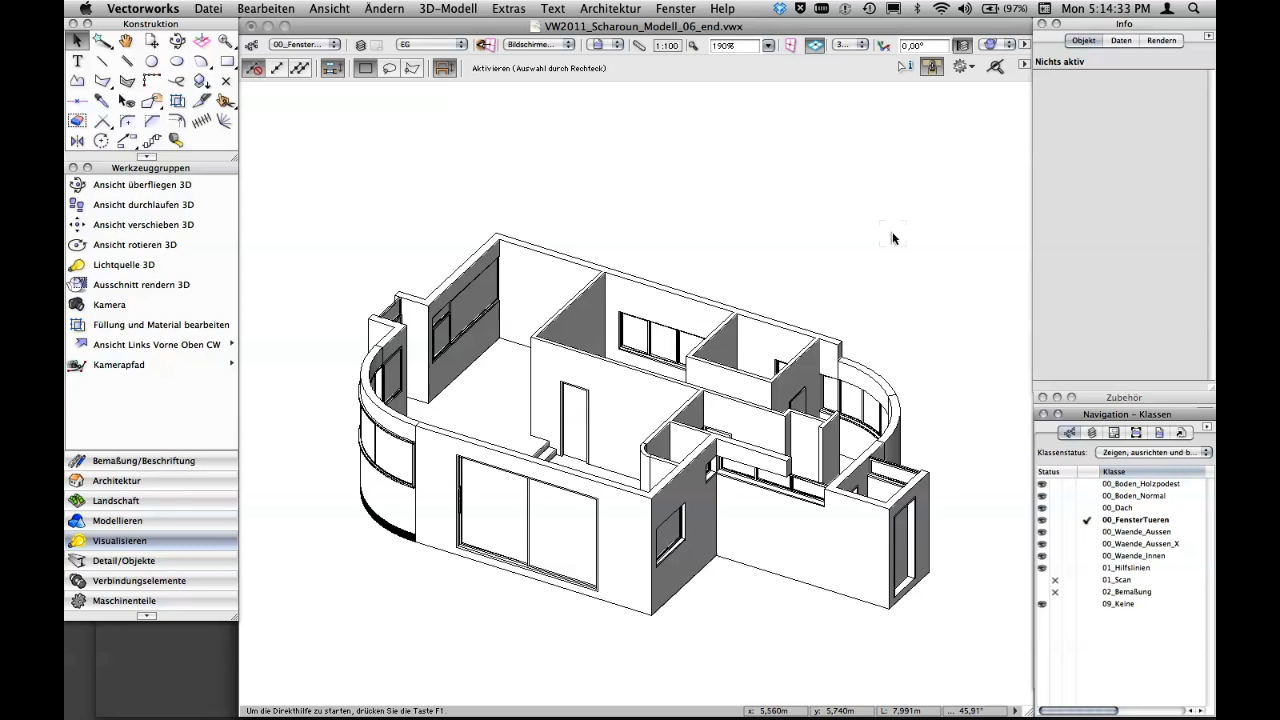 Vectorworks Datei Bearbeiten Ansicht Ändern 3D-Modell Extras Text Architektur Fenster Help (97%) Mon 5:14:33 PM
Konstruktion
VW2011_Scharoun_Modell_06_end.vwx
Info
00_Fenster... EG Bildschirme... 1:100 190% 3... 0,00°
Objekt Daten Rendern
Aktivieren (Auswahl durch Rechteck)
Nichts aktiv
Werkzeuggruppen
Ansicht überfliegen 3D
Ansicht durchlaufen 3D
Ansicht verschieben 3D
Ansicht rotieren 3D
Lichtquelle 3D
Ausschnitt rendern 3D
Kamera
Füllung und Material bearbeiten
Ansicht Links Vorne Oben CW
Kamerapfad
Bemaßung/Beschriftung
Architektur
Landschaft
Modellieren
Visualisieren
Detail/Objekte
Verbindungselemente
Maschinenteile
Zubehör
Navigation – Klassen
Klassenstatus: Zeigen, ausrichten und b...
Status Klasse
00_Boden_Holzpodest
00_Boden_Normal
00_Dach
00_FensterTueren
00_Waende_Aussen
00_Waende_Aussen_X
00_Waende_Innen
01_Hilfslinien
01_Scan
02_Bemaßung
09_Keine
Um die Direkthilfe zu starten, drücken Sie die Taste F1. x: 5,560m y: 5,740m L: 7,991m ... 45,91°